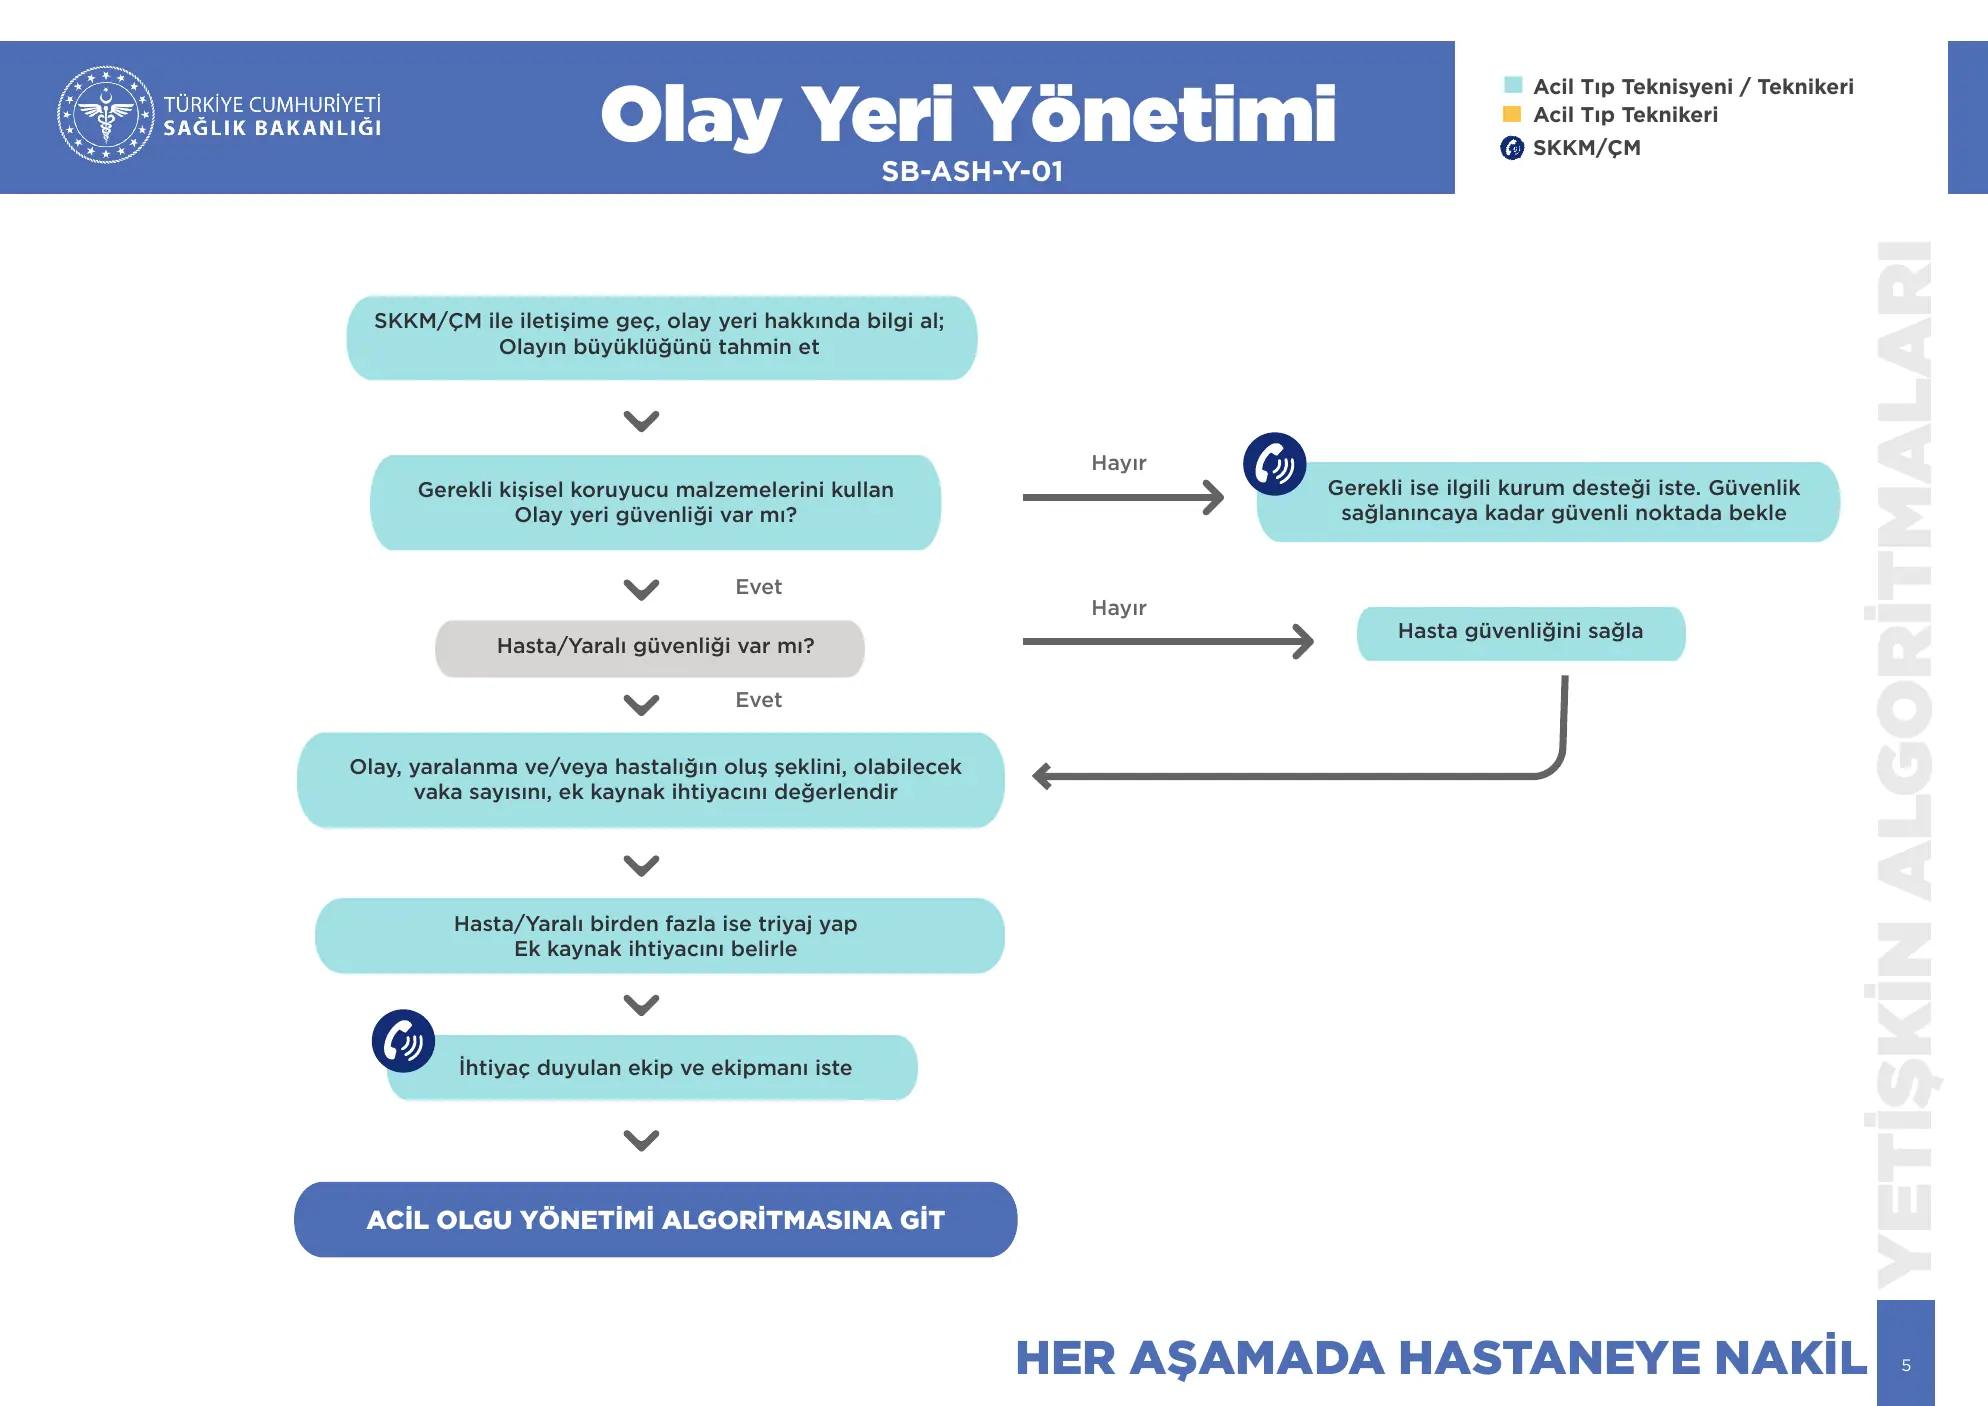 TÜRKİYE CUMHURİYETİ
SAĞLIK BAKANLIĞI
Olay Yeri Yönetimi
SB-ASH-Y-01
Acil Tıp Teknisyeni / Teknikeri
Acil Tıp Teknikeri
SKKM/ÇM
SKKM/ÇM ile iletişime geç, olay yeri hakkında bilgi al;
Olayın büyüklüğünü tahmin et
Gerekli kişisel koruyucu malzemelerini kullan
Olay yeri güvenliği var mı?
Hayır
Gerekli ise ilgili kurum desteği iste. Güvenlik
sağlanıncaya kadar güvenli noktada bekle
Evet
Hasta/Yaralı güvenliği var mı?
Hayır
Hasta güvenliğini sağla
Evet
Olay, yaralanma ve/veya hastalığın oluş şeklini, olabilecek
vaka sayısını, ek kaynak ihtiyacını değerlendir
Hasta/Yaralı birden fazla ise triyaj yap
Ek kaynak ihtiyacını belirle
İhtiyaç duyulan ekip ve ekipmanı iste
ACİL OLGU YÖNETİMİ ALGORİTMASINA GİT
YETİŞKİN ALGORİTMALARI
HER AŞAMADA HASTANEYE NAKİL
5